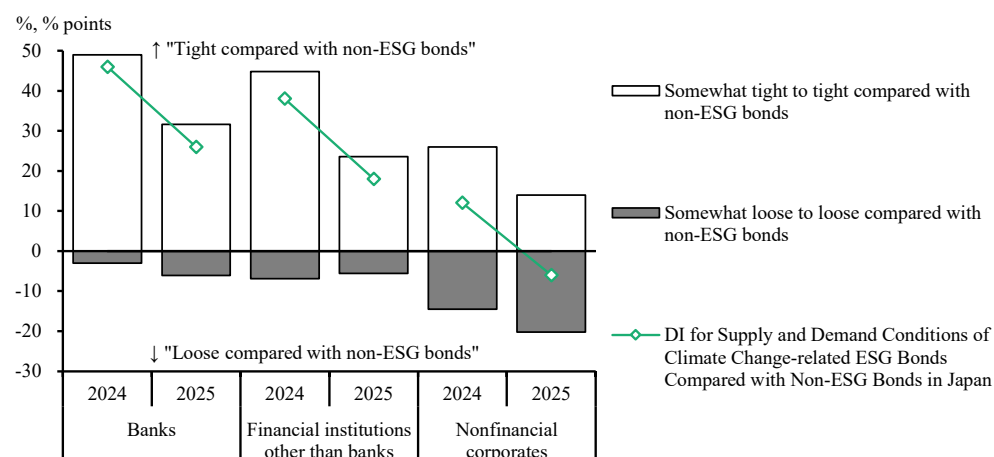 %, % points
50
40
30
20
10
0
-10
-20
-30
↑ "Tight compared with non-ESG bonds"
↓ "Loose compared with non-ESG bonds"
2024 2025 2024 2025 2024 2025
Banks
Financial institutions
other than banks
Nonfinancial
corporates
Somewhat tight to tight compared with
non-ESG bonds
Somewhat loose to loose compared with
non-ESG bonds
DI for Supply and Demand Conditions of
Climate Change-related ESG Bonds
Compared with Non-ESG Bonds in Japan